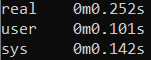 real    0m0.252s
user    0m0.101s
sys     0m0.142s